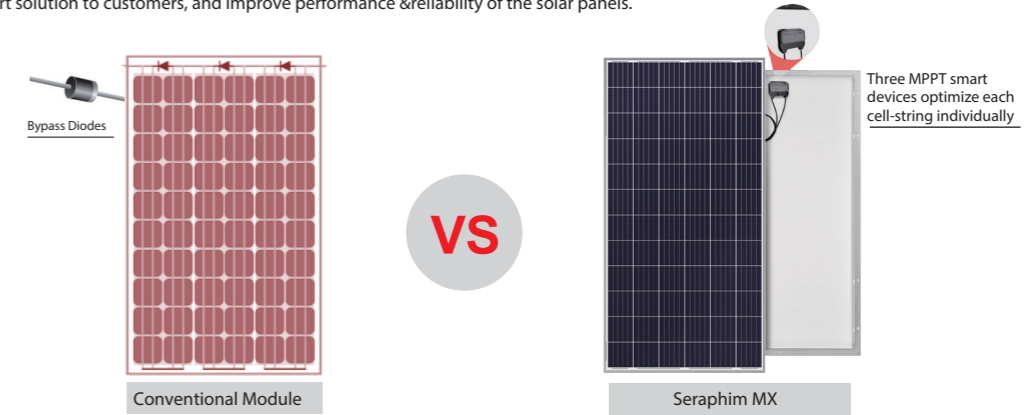 rt solution to customers, and improve performance &reliability of the solar panels.
Bypass Diodes
Three MPPT smart
devices optimize each
cell-string individually
VS
Conventional Module
Seraphim MX